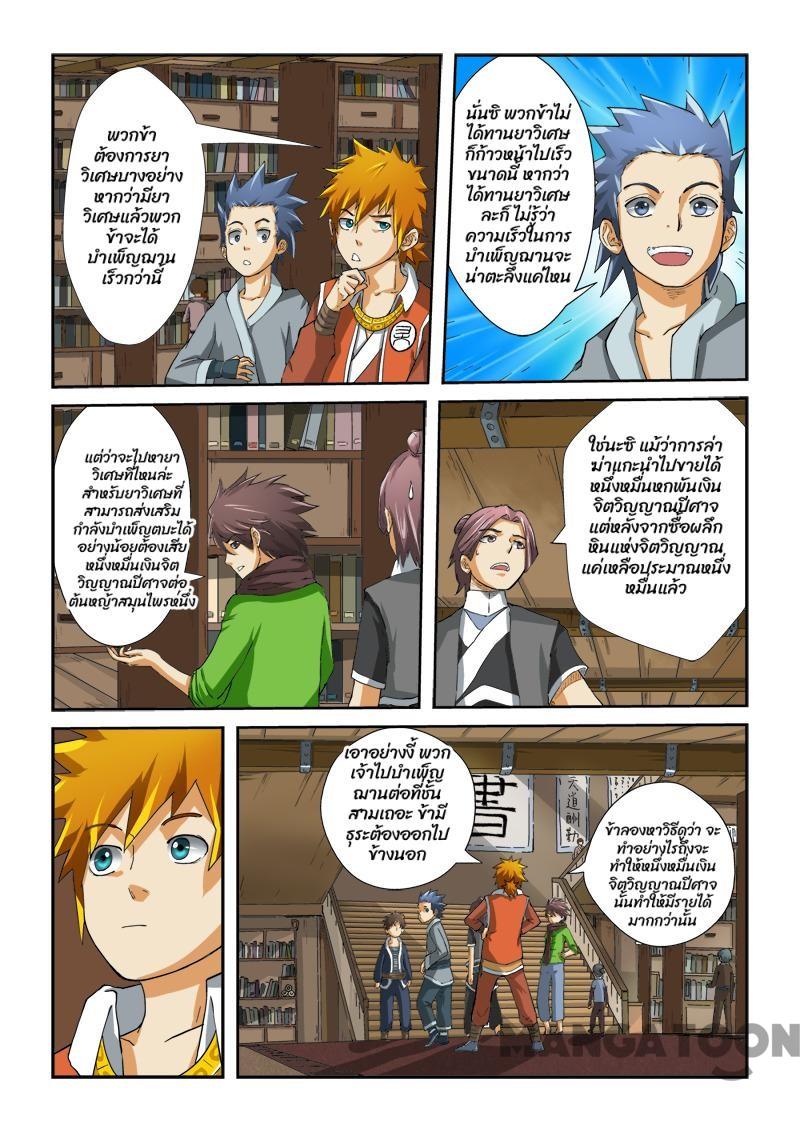 พวกข้า
ต้องการยา
วิเศษบางอย่าง
หากว่ามียา
วิเศษแล้วพวก
ข้าจะได้
บำเพ็ญฌาน
เร็วกว่านี้
นั่นซิ พวกข้าไม่
ได้ทานยาวิเศษ
ก็ก้าวหน้าไปเร็ว
ขนาดนี้ หากว่า
ได้ทานยาวิเศษ
ละก็ ไม่รู้ว่า
ความเร็วในการ
บำเพ็ญฌานจะ
น่าตะลึงแค่ไหน
แต่ว่าจะไปหายา
วิเศษที่ไหนล่ะ
สำหรับยาวิเศษที่
สามารถส่งเสริม
กำลังบำเพ็ญตบะได้
อย่างน้อยต้องเสีย
หนึ่งหมื่นเงินจิต
วิญญาณปีศาจต่อ
ต้นหญ้าสมุนไพรหนึ่ง
ใช่นะซิ แม้ว่าการล่า
ฆ่าแกะนำไปขายได้
หนึ่งหมื่นหกพันเงิน
จิตวิญญาณปีศาจ
แต่หลังจากซื้อผลึก
หินแห่งจิตวิญญาณ
แค่เหลือประมาณหนึ่ง
หมื่นแล้ว
เอาอย่างงี้ พวก
เจ้าไปบำเพ็ญ
ฌานต่อที่ชั้น
สามเถอะ ข้ามี
ธุระต้องออกไป
ข้างนอก
書
天道酬勤
ข้าลองหาวิธีดูว่า จะ
ทำอย่างไรถึงจะ
ทำให้หนึ่งหมื่นเงิน
จิตวิญญาณปีศาจ
นั้นทำให้มีรายได้
มากกว่านั้น
MANGATOON